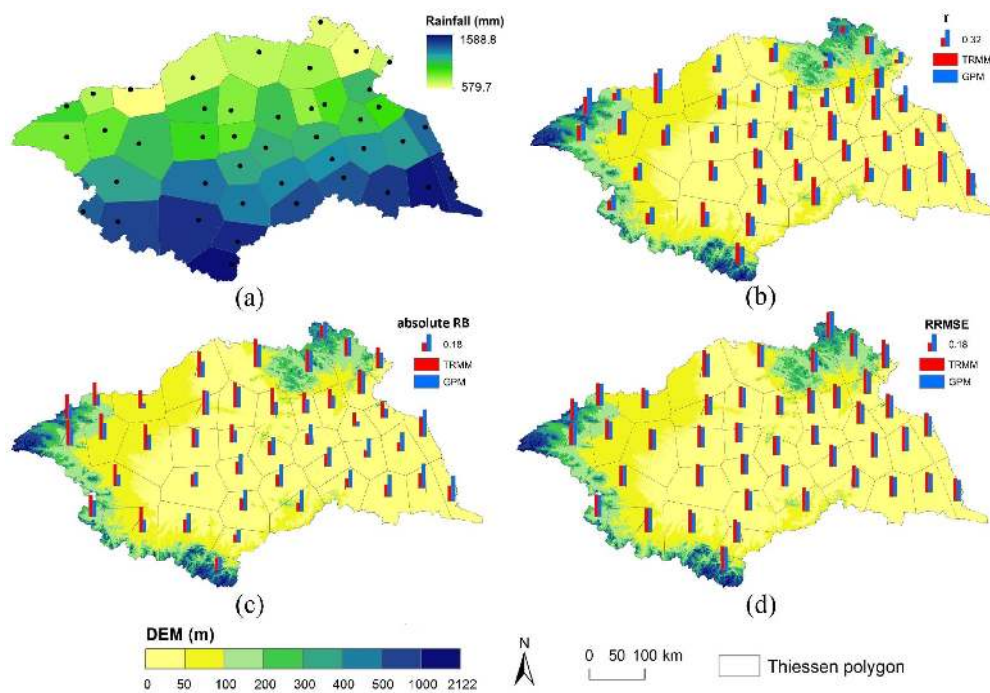 Rainfall (mm)
1588.8
579.7
(a)
r
0.32
TRMM
GPM
(b)
absolute RB
0.18
TRMM
GPM
(c)
RRMSE
0.18
TRMM
GPM
(d)
DEM (m)
0 50 100 200 300 400 500 1000 2122
N
0 50 100 km
Thiessen polygon